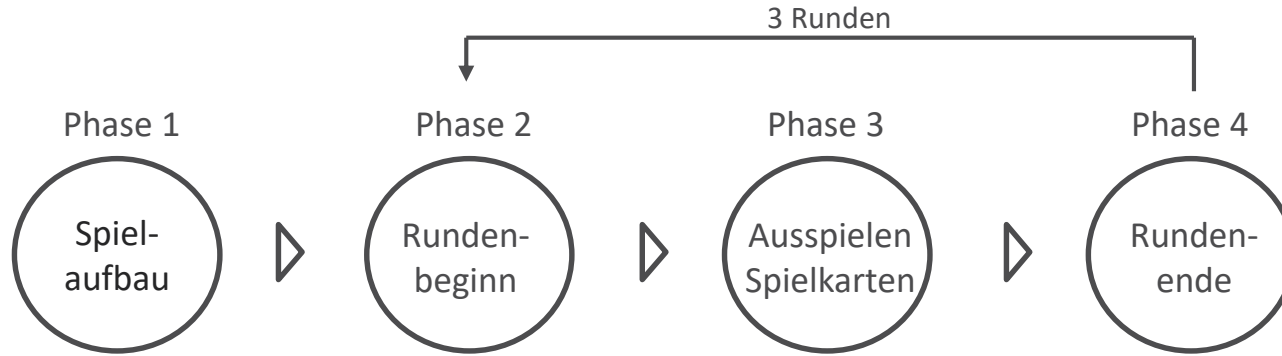 3 Runden
Phase 1
Phase 2
Phase 3
Phase 4
Spiel-
aufbau
Runden-
beginn
Ausspielen
Spielkarten
Runden-
ende